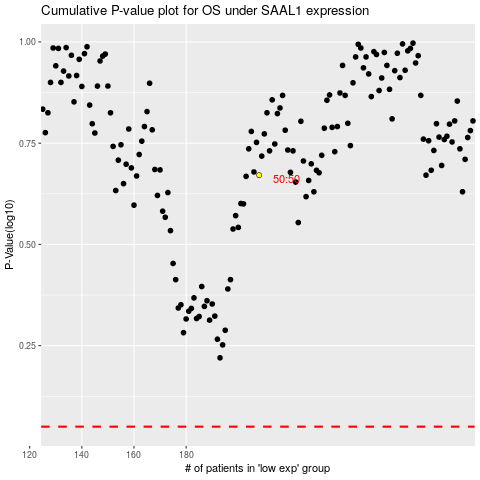 Cumulative P-value plot for OS under SAAL1 expression
P-Value(log10)
1.00
0.75
0.50
0.25
50:50
120 140 160 180
# of patients in 'low exp' group